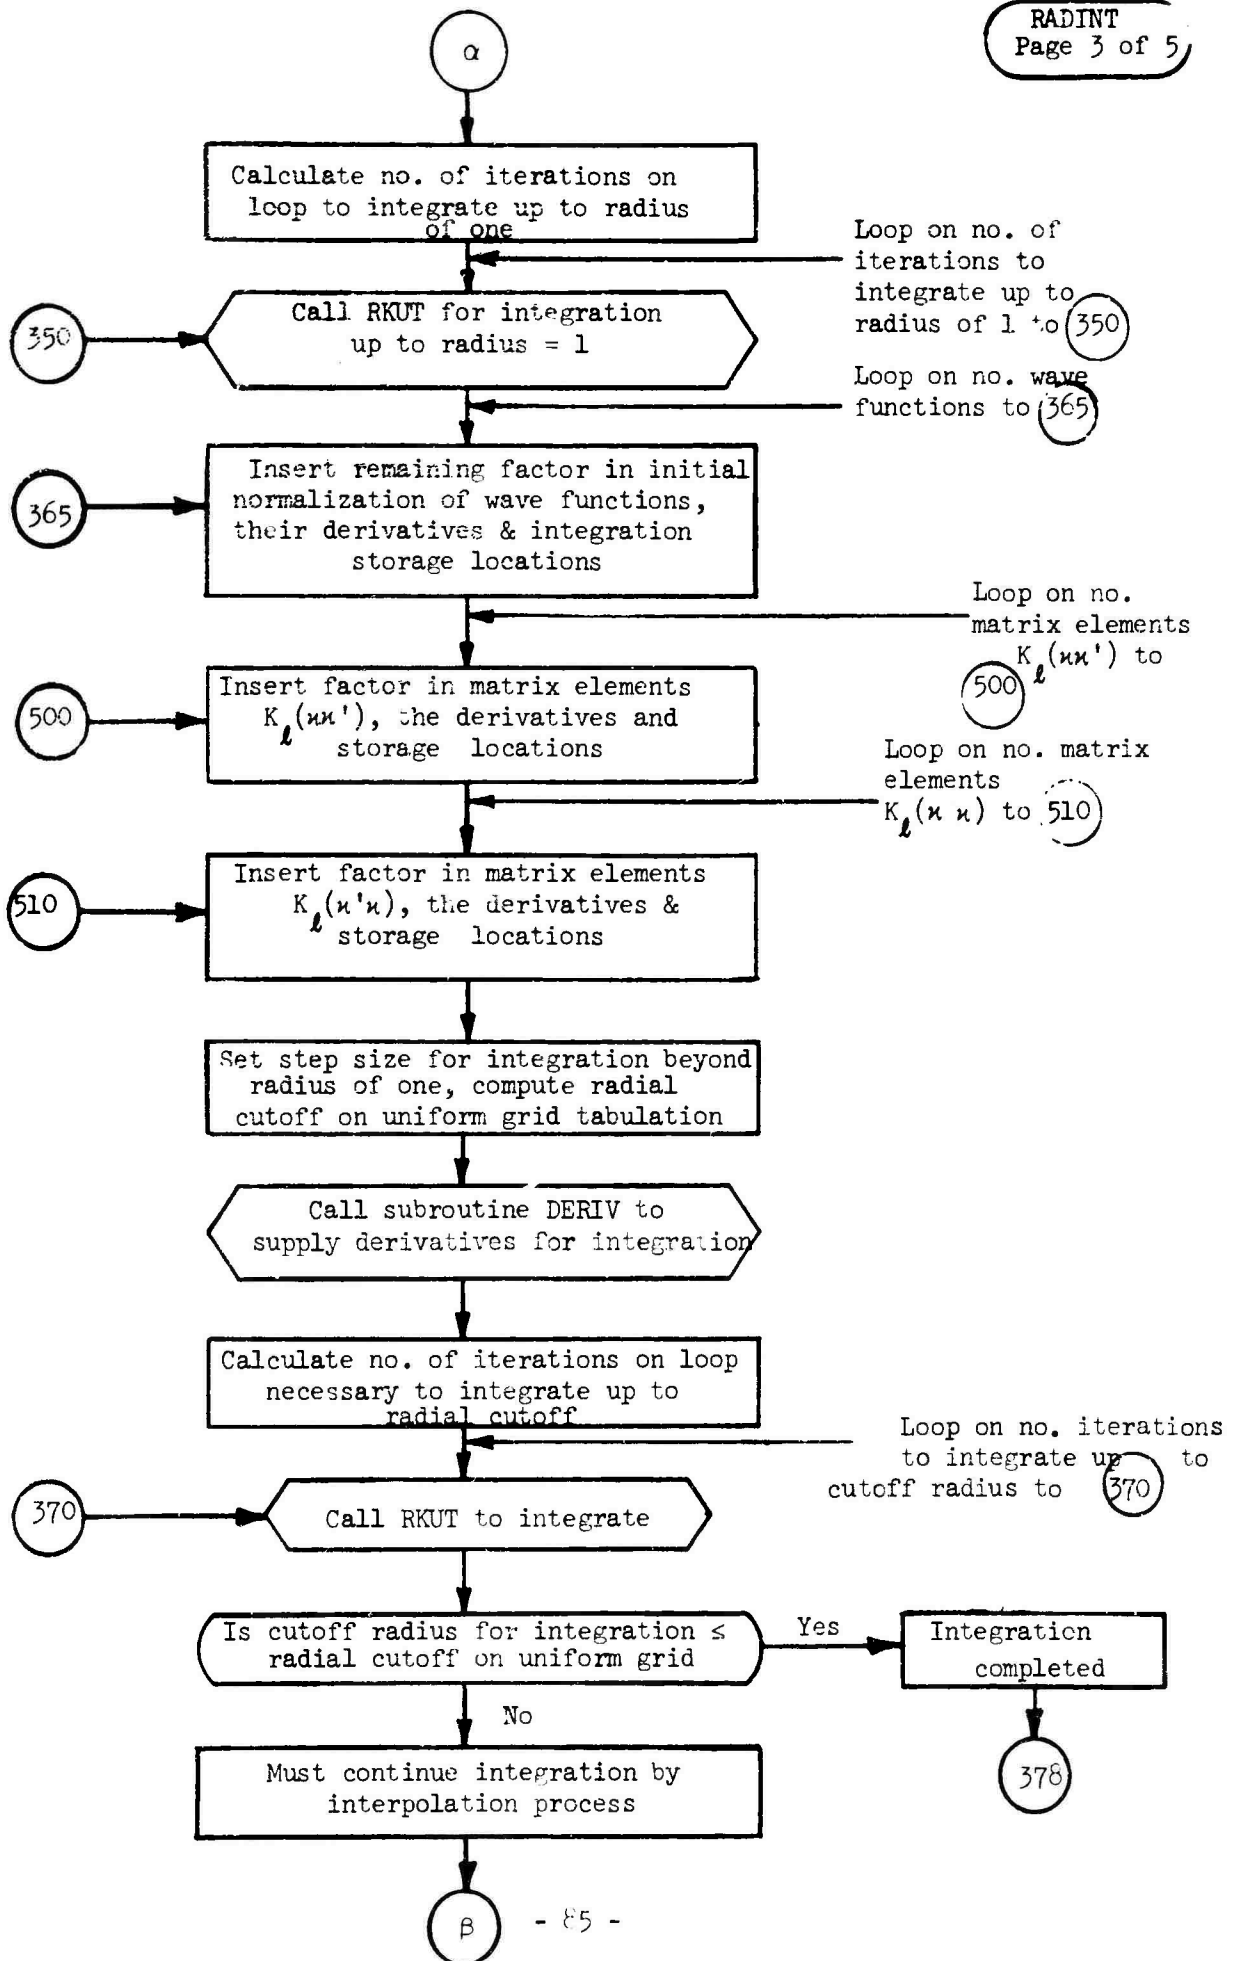 RADINT
Page 3 of 5
α
Calculate no. of iterations on
loop to integrate up to radius
of one
Loop on no. of
iterations to
integrate up to
radius of 1 to 350
350
Call RKUT for integration
up to radius = 1
Loop on no. wave
functions to 365
365
Insert remaining factor in initial
normalization of wave functions,
their derivatives & integration
storage locations
Loop on no.
matrix elements
K_ℓ(ϰϰ') to
500
500
Insert factor in matrix elements
K_ℓ(ϰϰ'), the derivatives and
storage locations
Loop on no. matrix
elements
K_ℓ(ϰ ϰ) to 510
510
Insert factor in matrix elements
K_ℓ(ϰ'ϰ), the derivatives &
storage locations
Set step size for integration beyond
radius of one, compute radial
cutoff on uniform grid tabulation
Call subroutine DERIV to
supply derivatives for integration
Calculate no. of iterations on loop
necessary to integrate up to
radial cutoff
Loop on no. iterations
to integrate up to
cutoff radius to 370
370
Call RKUT to integrate
Is cutoff radius for integration ≤
radial cutoff on uniform grid
Yes
Integration
completed
No
378
Must continue integration by
interpolation process
β
- 85 -